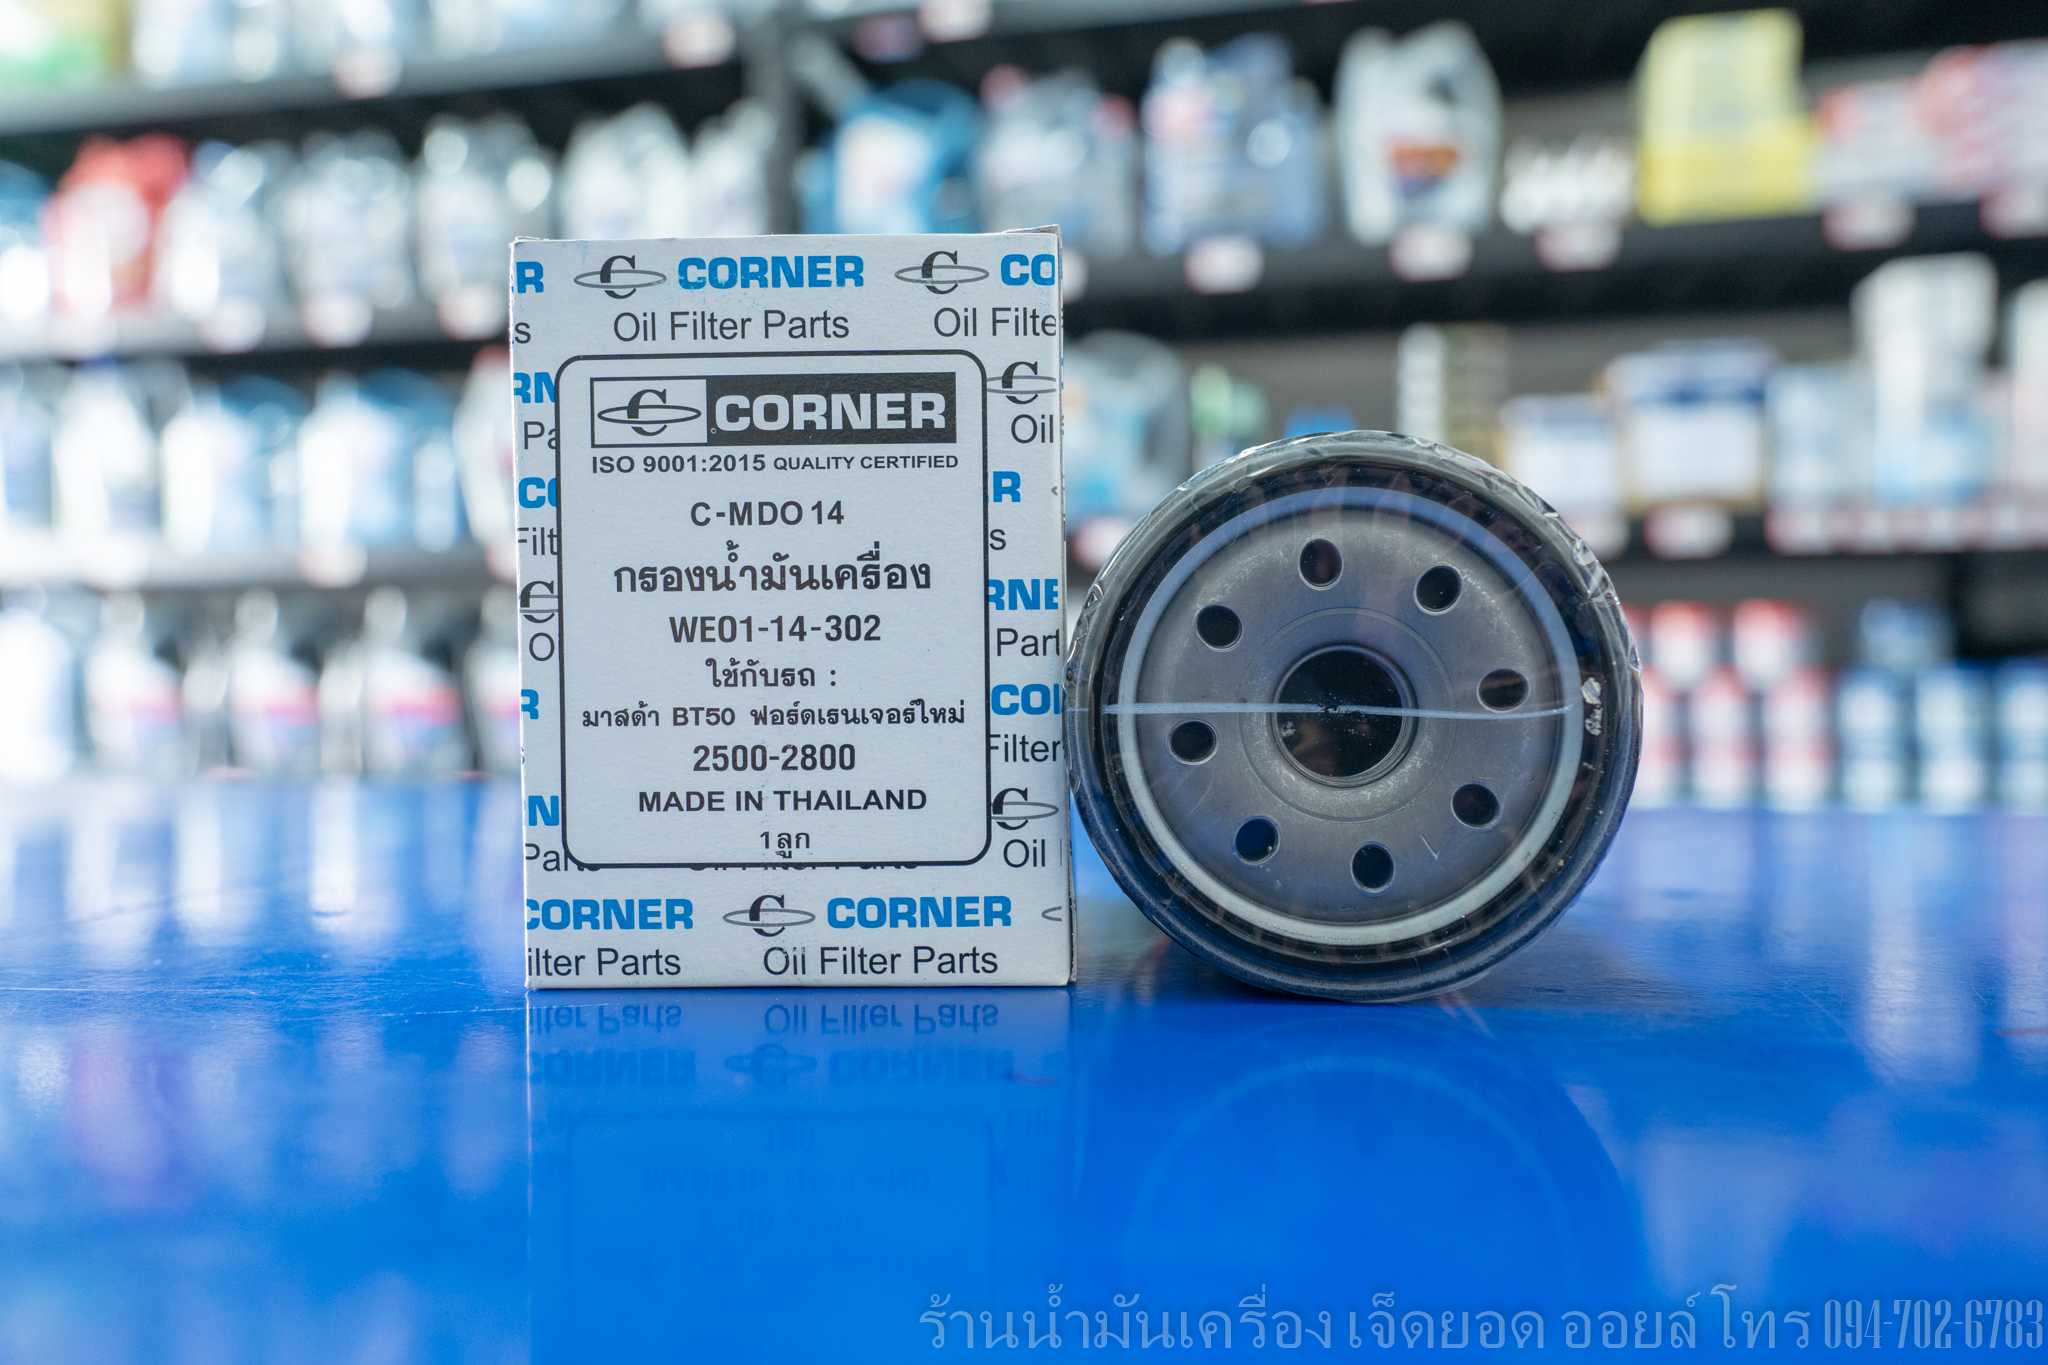 CORNER
Oil Filter Parts
CORNER
ISO 9001:2015 QUALITY CERTIFIED
C-MDO 14
กรองน้ำมันเครื่อง
WE01-14-302
ใช้กับรถ :
มาสด้า BT50 ฟอร์ดเรนเจอร์ใหม่
2500-2800
MADE IN THAILAND
1ลูก
CORNER CORNER
Filter Parts Oil Filter Parts
ร้านน้ำมันเครื่อง เจ็ดยอด ออยล์ โทร 094-702-6783